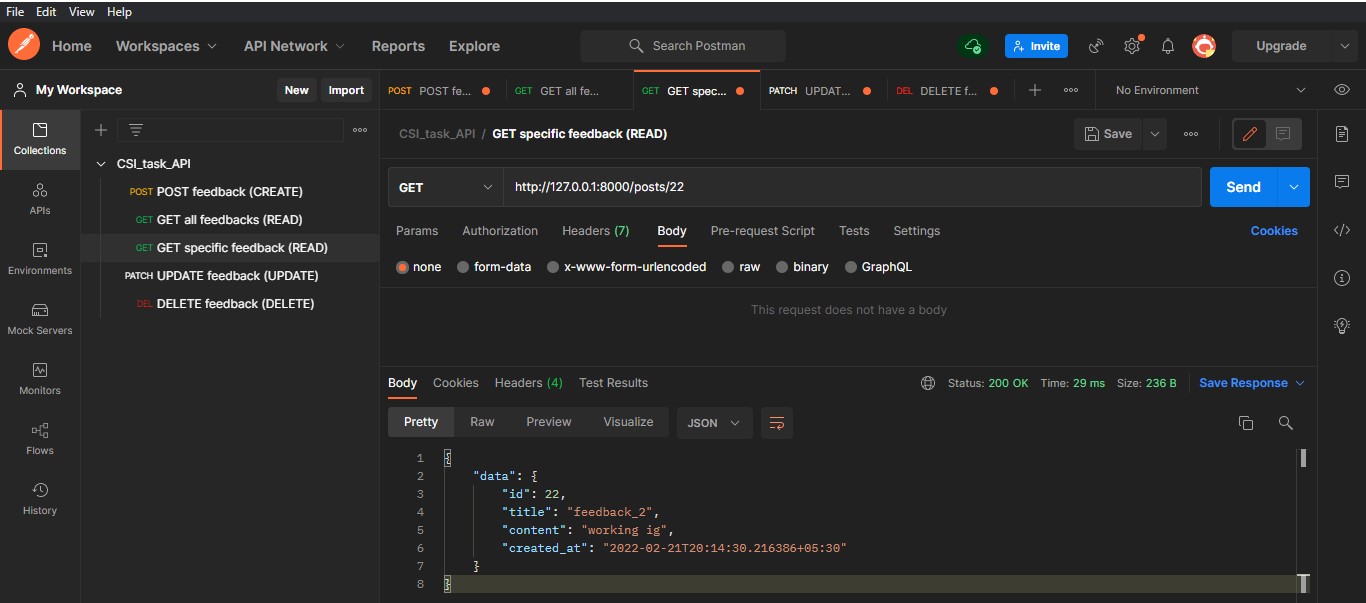 File Edit View Help
Home Workspaces API Network Reports Explore Search Postman Invite Upgrade
My Workspace New Import POST POST fe... GET GET all fe... GET GET spec... PATCH UPDAT... DEL DELETE f... No Environment
Collections
APIs
Environments
Mock Servers
Monitors
Flows
History
CSI_task_API
POST POST feedback (CREATE)
GET GET all feedbacks (READ)
GET GET specific feedback (READ)
PATCH UPDATE feedback (UPDATE)
DEL DELETE feedback (DELETE)
CSI_task_API / GET specific feedback (READ) Save
GET http://127.0.0.1:8000/posts/22 Send
Params Authorization Headers (7) Body Pre-request Script Tests Settings Cookies
none form-data x-www-form-urlencoded raw binary GraphQL
This request does not have a body
Body Cookies Headers (4) Test Results Status: 200 OK Time: 29 ms Size: 236 B Save Response
Pretty Raw Preview Visualize JSON
1 {
2 "data": {
3 "id": 22,
4 "title": "feedback_2",
5 "content": "working ig",
6 "created_at": "2022-02-21T20:14:30.216386+05:30"
7 }
8 }